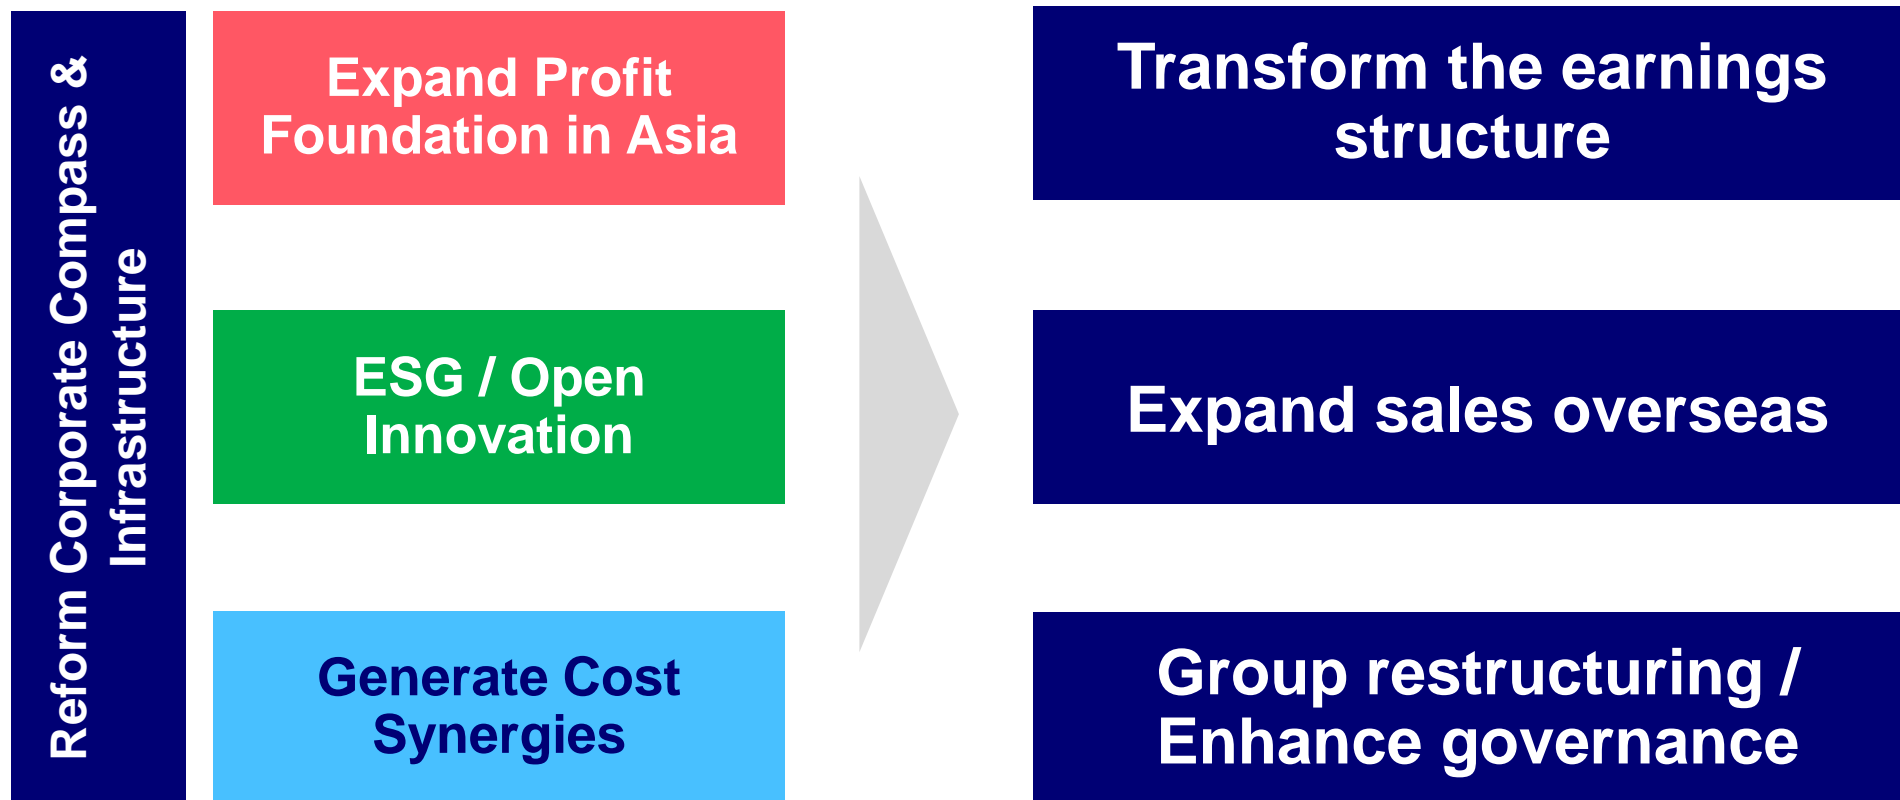 Reform Corporate Compass &
Infrastructure
Expand Profit
Foundation in Asia
ESG / Open
Innovation
Generate Cost
Synergies
Transform the earnings
structure
Expand sales overseas
Group restructuring /
Enhance governance